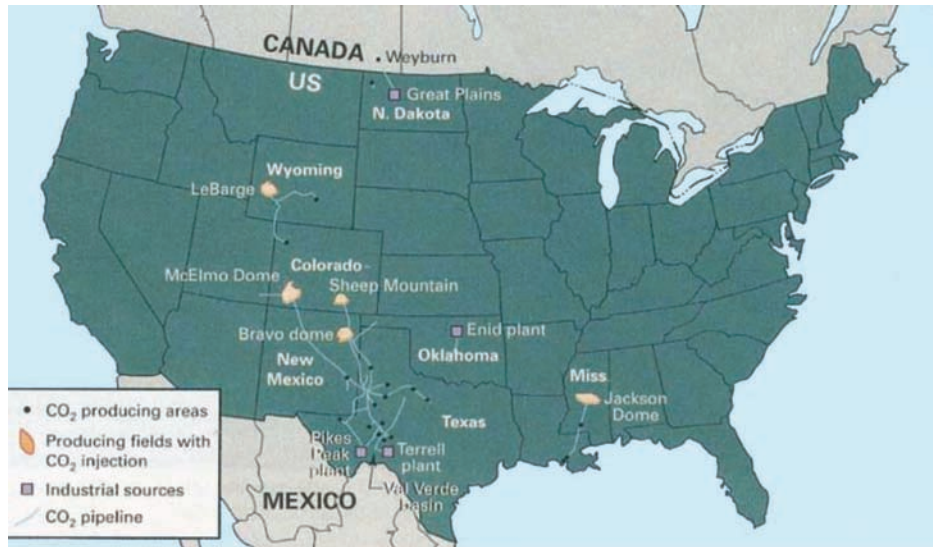 CANADA
Weyburn
US
Great Plains
N. Dakota
Wyoming
LeBarge
McElmo Dome
Colorado
Sheep Mountain
Bravo dome
Enid plant
Oklahoma
New
Mexico
Miss
Jackson
Dome
Texas
Pikes
Peak
plant
Terrell
plant
Val Verde
basin
MEXICO
CO₂ producing areas
Producing fields with
CO₂ injection
Industrial sources
CO₂ pipeline